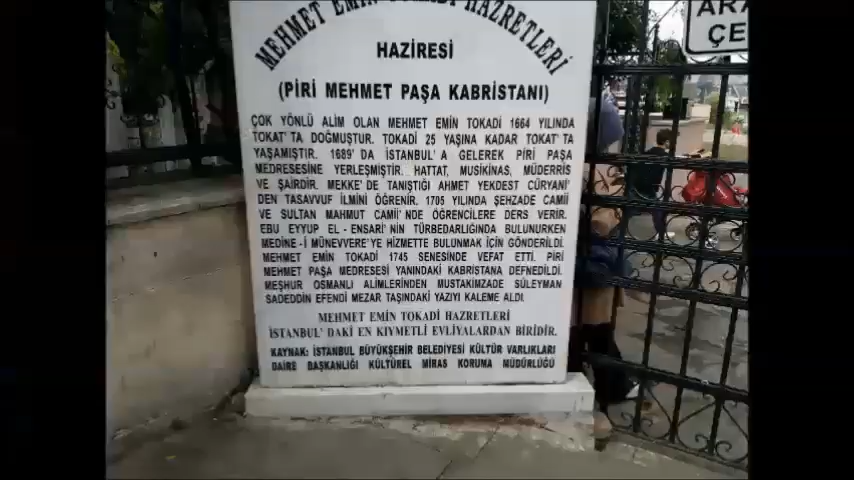 MEHMET EMİN TOKADİ HAZRETLERİ
HAZİRESİ
(PİRİ MEHMET PAŞA KABRİSTANI)
ÇOK YÖNLÜ ALİM OLAN MEHMET EMİN TOKADİ 1664 YILINDA
TOKAT'TA DOĞMUŞTUR. TOKADİ 25 YAŞINA KADAR TOKAT'TA
YAŞAMIŞTIR. 1689'DA İSTANBUL'A GELEREK PİRİ PAŞA
MEDRESESİNE YERLEŞMİŞTİR. HATTAT, MUSİKINAS, MÜDERRİS
VE ŞAİRDİR. MEKKE'DE TANIŞTIĞI AHMET YEKDEST CÜRYANİ'
DEN TASAVVUF İLMİNİ ÖĞRENİR. 1705 YILINDA ŞEHZADE CAMİİ
VE SULTAN MAHMUT CAMİİ'NDE ÖĞRENCİLERE DERS VERİR.
EBU EYYUP EL - ENSARİ'NİN TÜRBEDARLIĞINDA BULUNURKEN
MEDİNE - İ MÜNEVVERE'YE HİZMETTE BULUNMAK İÇİN GÖNDERİLDİ.
MEHMET EMİN TOKADİ 1745 SENESİNDE VEFAT ETTİ. PİRİ
MEHMET PAŞA MEDRESESİ YANINDAKİ KABRİSTANA DEFNEDİLDİ.
MEŞHUR OSMANLI ALİMLERİNDEN MUSTAKİMZADE SÜLEYMAN
SADEDDİN EFENDİ MEZAR TAŞINDAKİ YAZIYI KALEME ALDI.
MEHMET EMİN TOKADİ HAZRETLERİ
İSTANBUL'DAKİ EN KIYMETLİ EVLİYALARDAN BİRİDİR.
KAYNAK: İSTANBUL BÜYÜKŞEHİR BELEDİYESİ KÜLTÜR VARLIKLARI
DAİRE BAŞKANLIĞI KÜLTÜREL MİRAS KORUMA MÜDÜRLÜĞÜ
ARA
ÇE